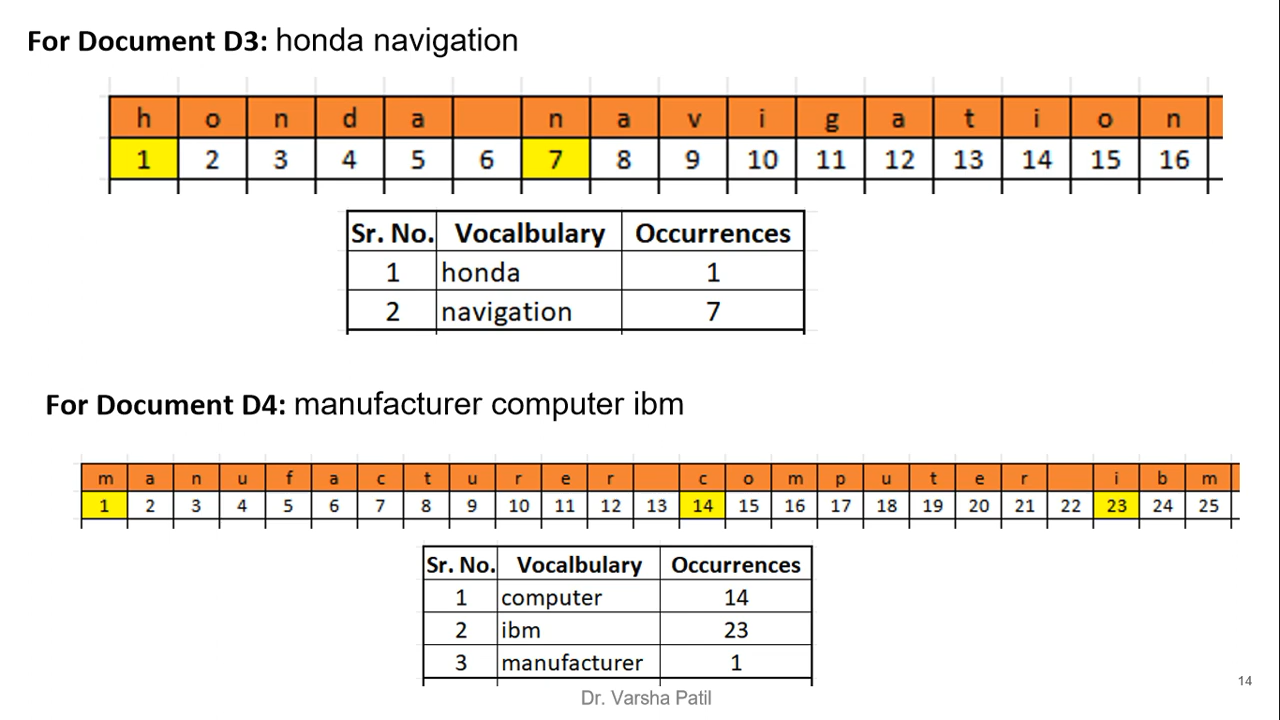 For Document D3: honda navigation
h o n d a n a v i g a t i o n
1 2 3 4 5 6 7 8 9 10 11 12 13 14 15 16
Sr. No. Vocalbulary Occurrences
1 honda 1
2 navigation 7
For Document D4: manufacturer computer ibm
m a n u f a c t u r e r c o m p u t e r i b m
1 2 3 4 5 6 7 8 9 10 11 12 13 14 15 16 17 18 19 20 21 22 23 24 25
Sr. No. Vocalbulary Occurrences
1 computer 14
2 ibm 23
3 manufacturer 1
Dr. Varsha Patil
14